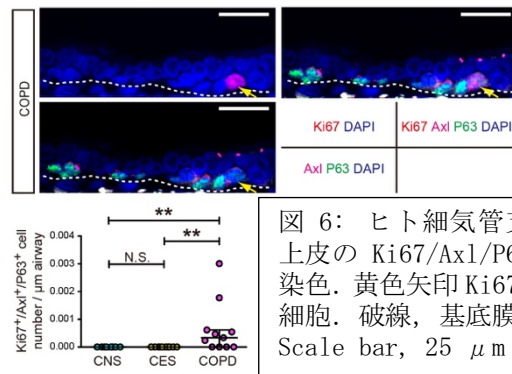 COPD
Ki67 DAPI
Ki67 Axl P63 DAPI
Axl P63 DAPI
Ki67⁺/Axl⁺/P63⁺ cell
number / μm airway
**
**
N.S.
0.004
0.003
0.002
0.001
0.000
CNS
CES
COPD
図 6: ヒト細気管
上皮の Ki67/Axl/P6
染色. 黄色矢印 Ki67
細胞. 破線, 基底膜
Scale bar, 25 μm